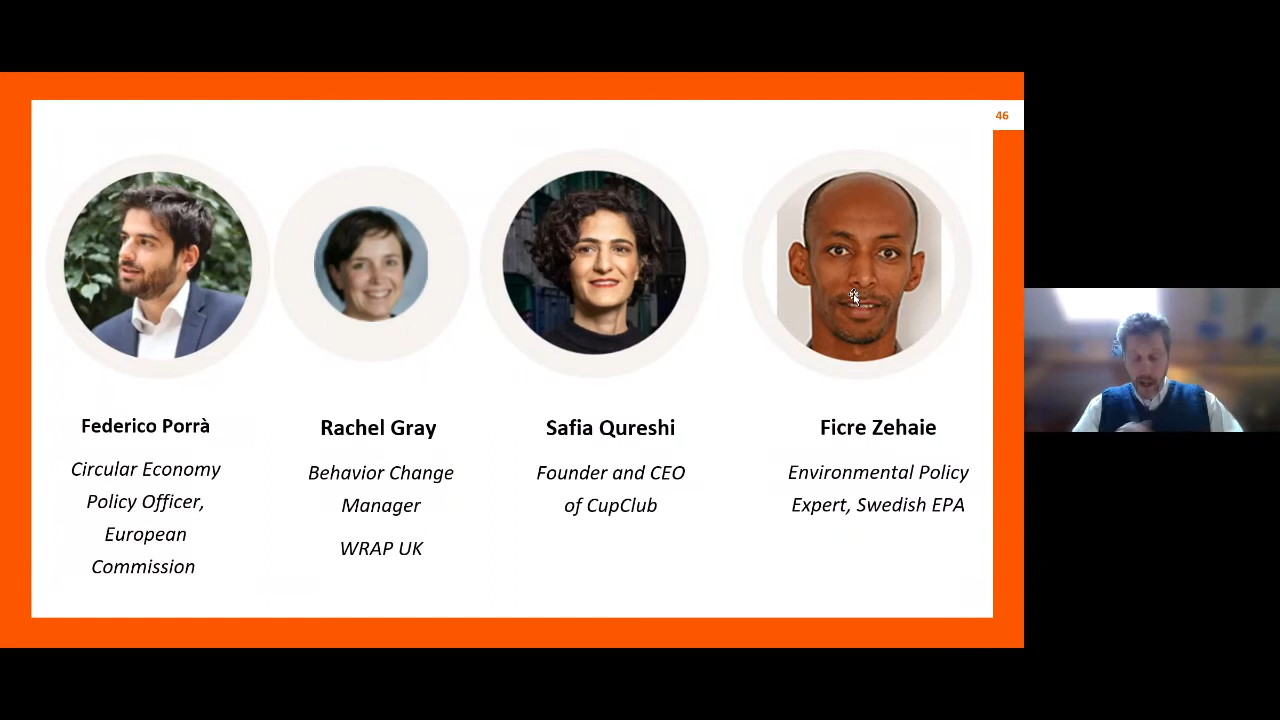 46
Federico Porrà
Circular Economy
Policy Officer,
European
Commission
Rachel Gray
Behavior Change
Manager
WRAP UK
Safia Qureshi
Founder and CEO
of CupClub
Ficre Zehaie
Environmental Policy
Expert, Swedish EPA